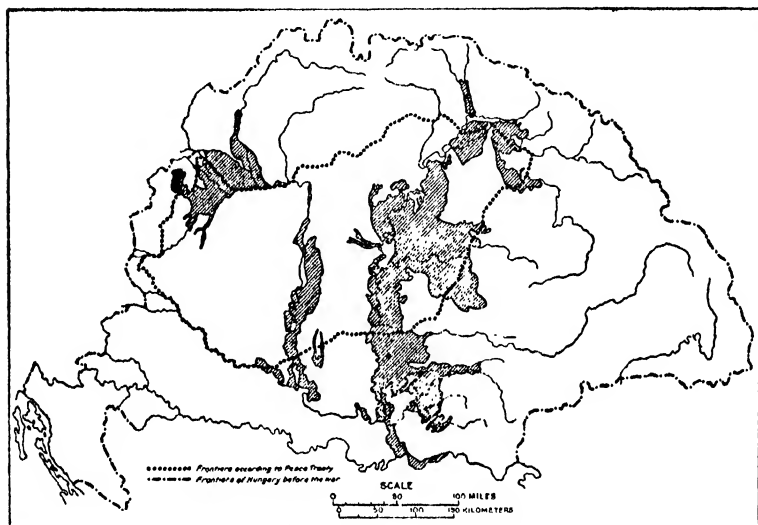 Frontiers according to Peace Treaty
Frontiers of Hungary before the war
SCALE
0 50 100 MILES
0 50 100 150 KILOMETERS